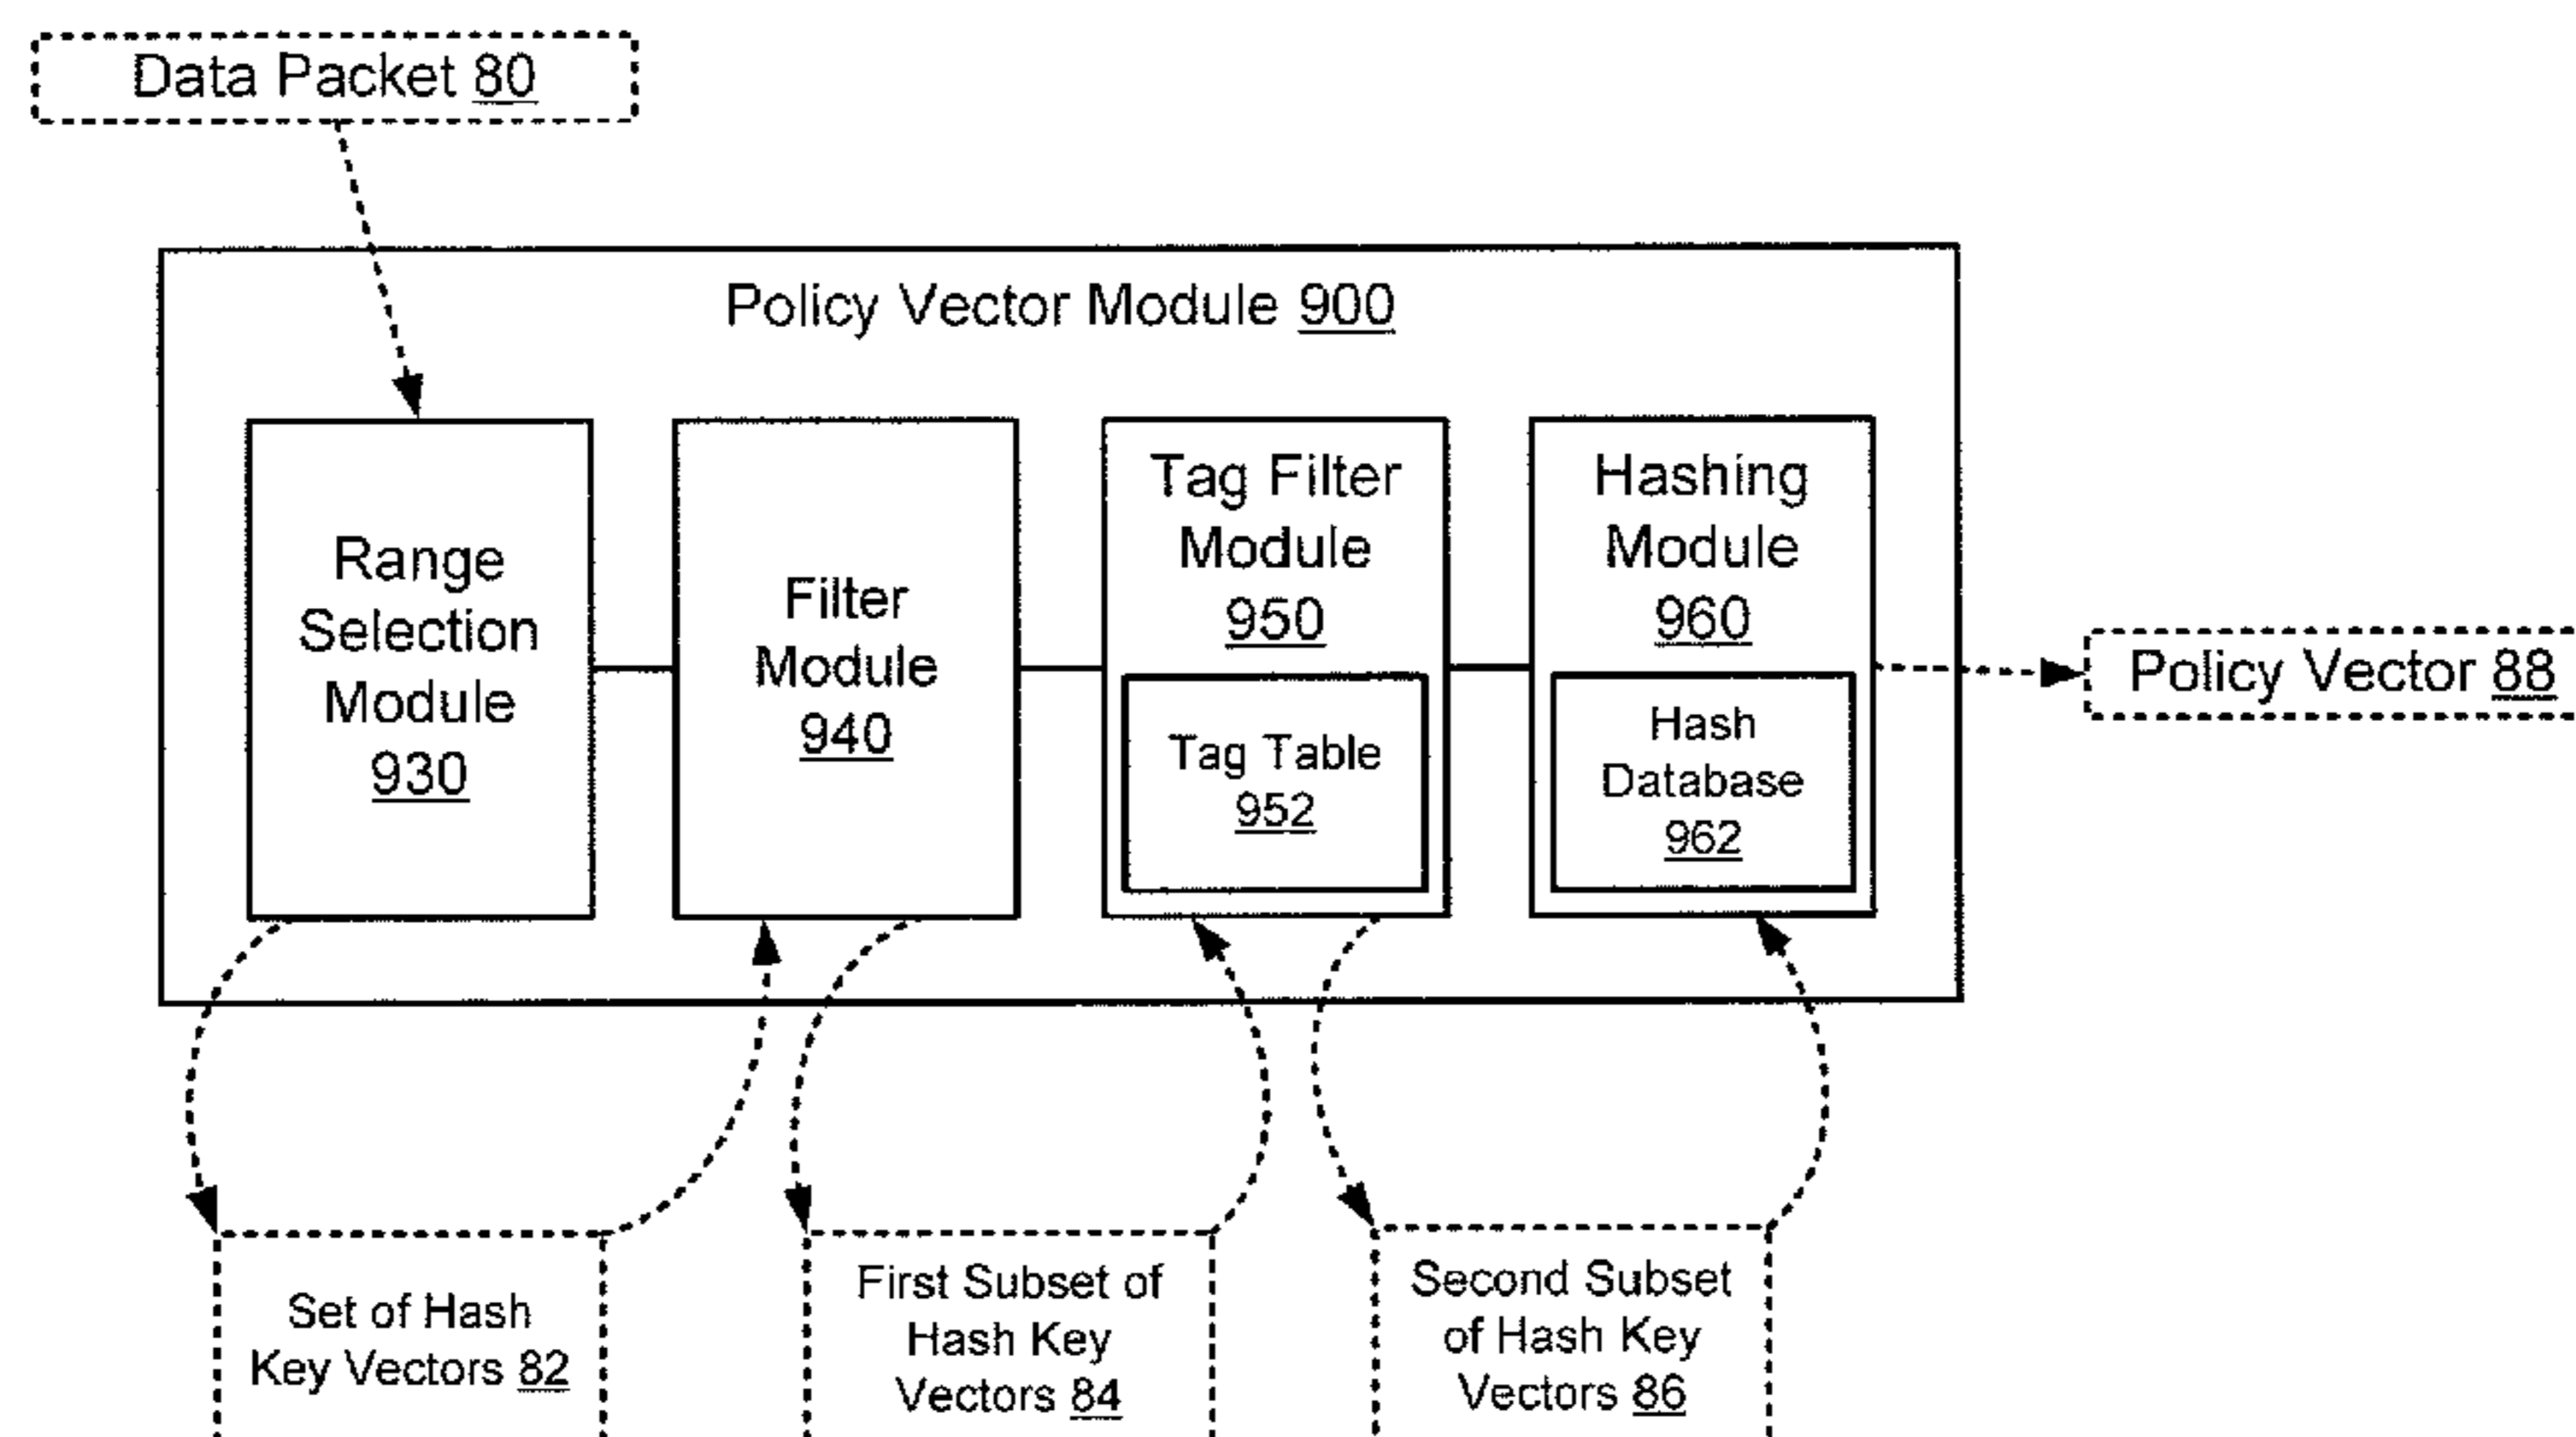 Data Packet 80
Policy Vector Module 900
Range
Selection
Module
930
Filter
Module
940
Tag Filter
Module
950
Tag Table
952
Hashing
Module
960
Hash
Database
962
Policy Vector 88
Set of Hash
Key Vectors 82
First Subset of
Hash Key
Vectors 84
Second Subset
of Hash Key
Vectors 86